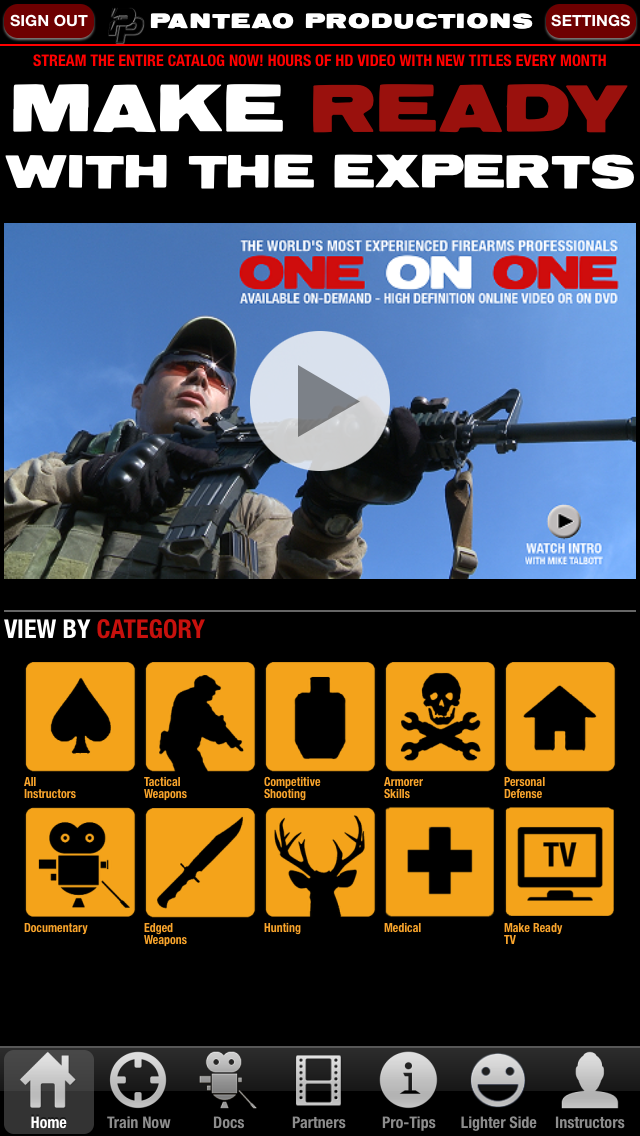 SIGN OUT
PANTEAO PRODUCTIONS
SETTINGS
STREAM THE ENTIRE CATALOG NOW! HOURS OF HD VIDEO WITH NEW TITLES EVERY MONTH
MAKE READY
WITH THE EXPERTS
THE WORLD'S MOST EXPERIENCED FIREARMS PROFESSIONALS
ONE ON ONE
AVAILABLE ON-DEMAND - HIGH DEFINITION ONLINE VIDEO OR ON DVD
WATCH INTRO
WITH MIKE TALBOTT
VIEW BY CATEGORY
All
Instructors
Tactical
Weapons
Competitive
Shooting
Armorer
Skills
Personal
Defense
TV
Documentary
Edged
Weapons
Hunting
Medical
Make Ready
TV
Home
Train Now
Docs
Partners
Pro-Tips
Lighter Side
Instructors